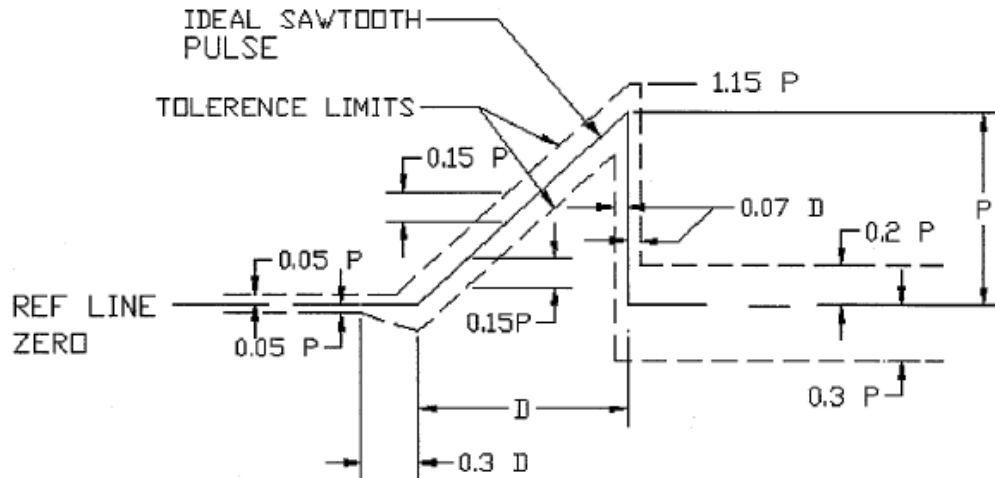 IDEAL SAWTOOTH
PULSE
TOLERENCE LIMITS
1.15 P
0.15 P
0.07 D
P
0.2 P
0.05 P
REF LINE
ZERO
0.05 P
0.15P
0.3 P
D
0.3 D